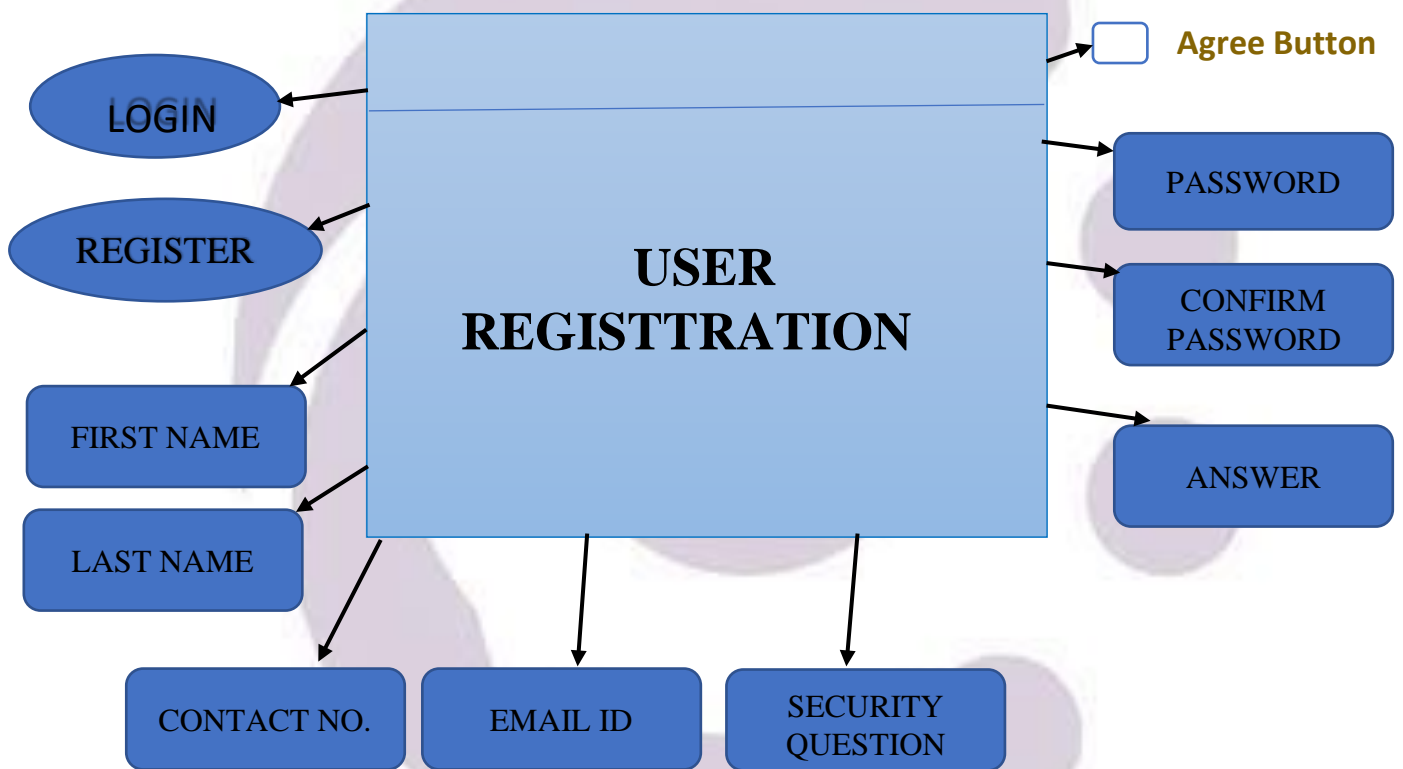 Agree Button
LOGIN
PASSWORD
REGISTER
USER
REGISTTRATION
CONFIRM
PASSWORD
FIRST NAME
ANSWER
LAST NAME
CONTACT NO.
EMAIL ID
SECURITY
QUESTION